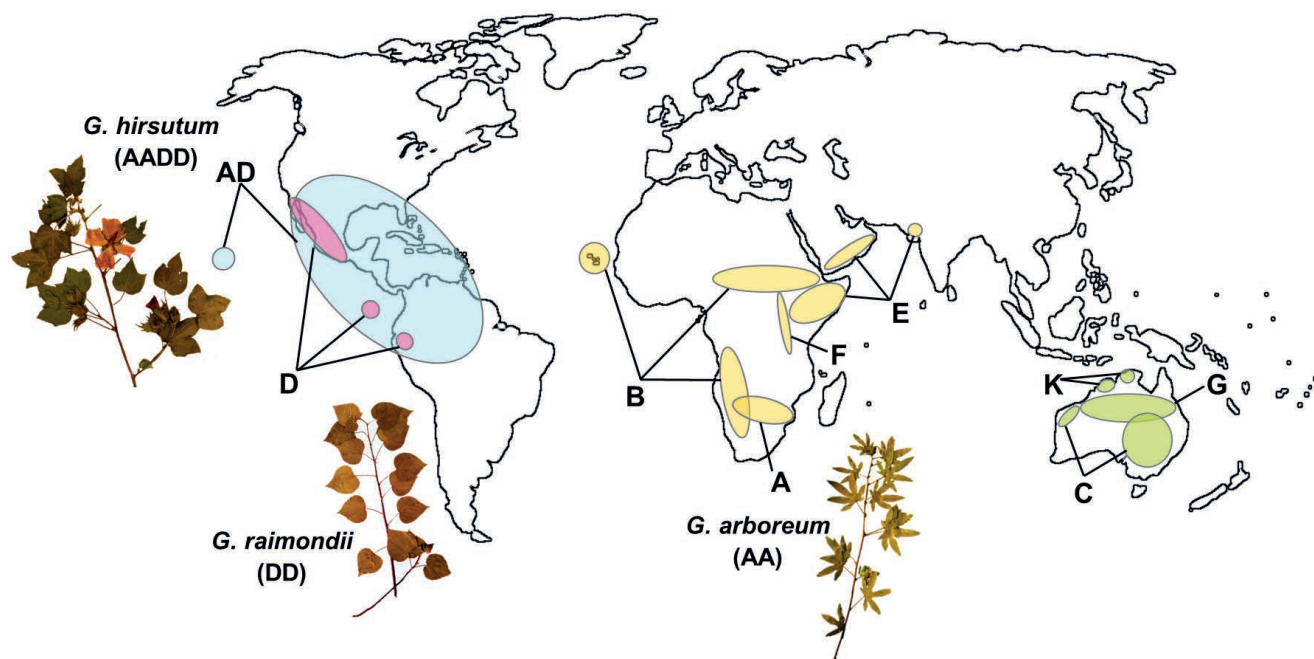 G. hirsutum
(AADD)
AD
D
G. raimondii
(DD)
B
F
E
A
G. arboreum
(AA)
K
G
C